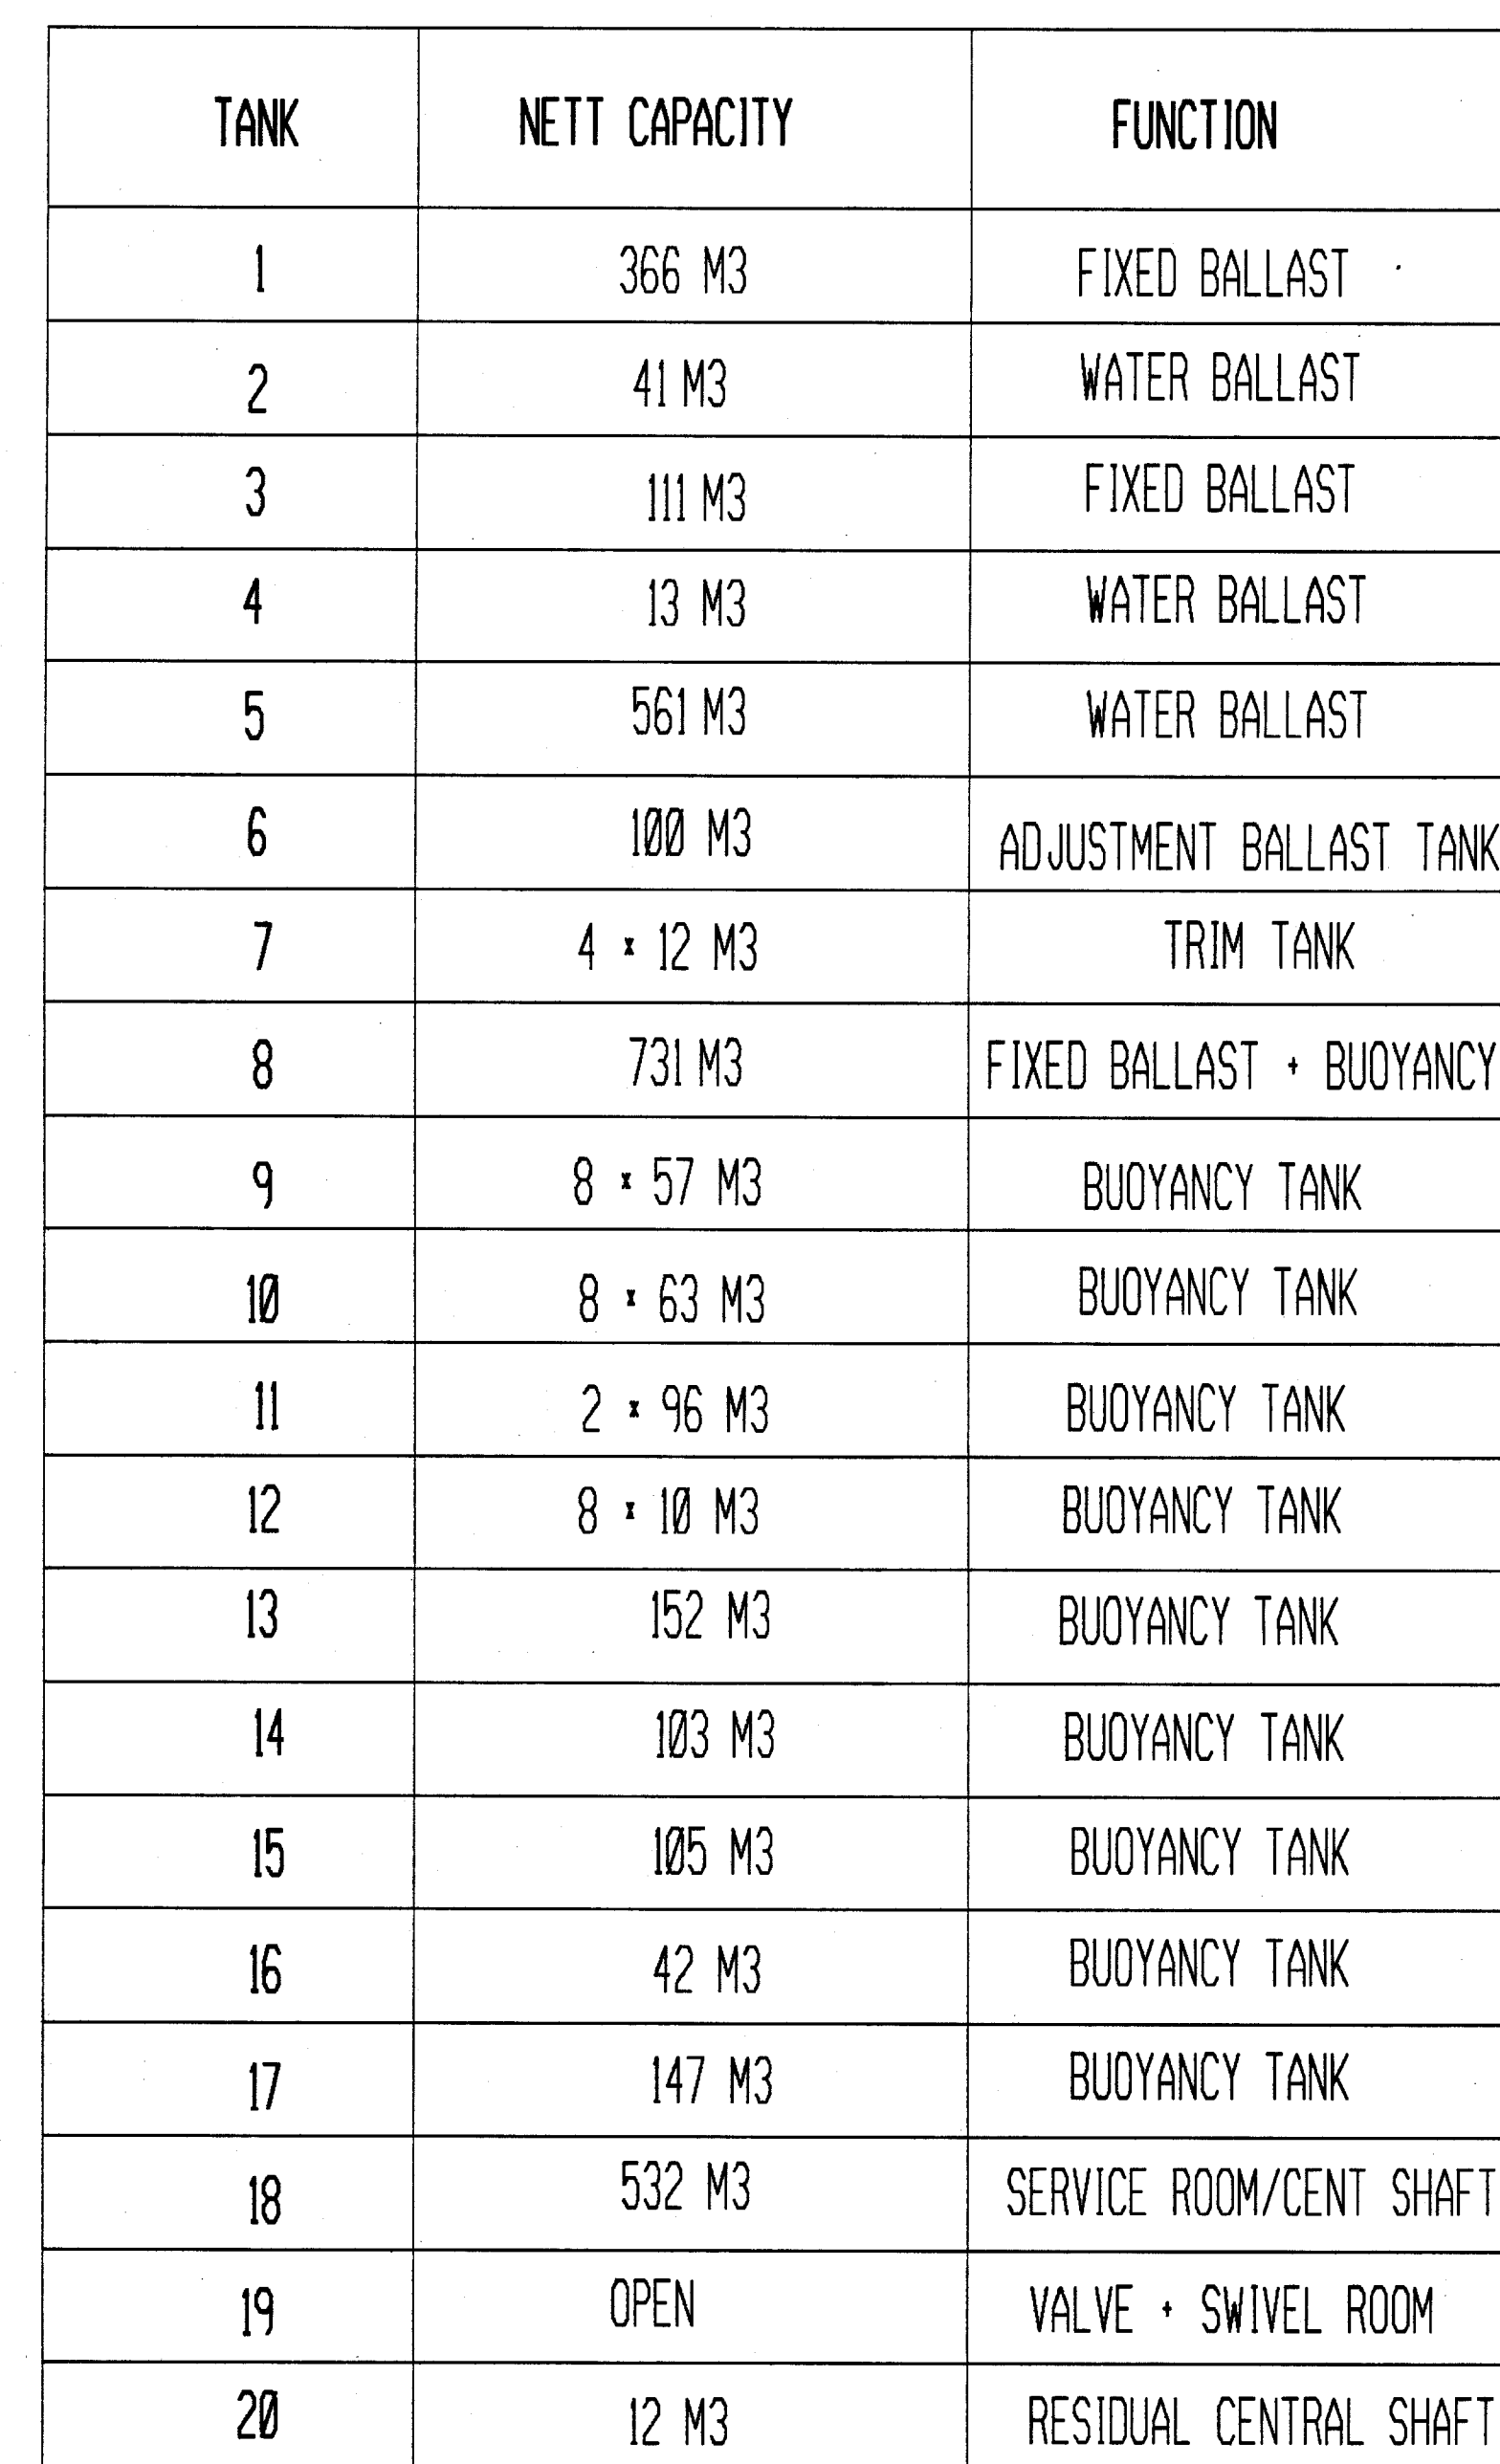 TANK NETT CAPACITY FUNCTION
1 366 M3 FIXED BALLAST
2 41 M3 WATER BALLAST
3 111 M3 FIXED BALLAST
4 13 M3 WATER BALLAST
5 561 M3 WATER BALLAST
6 100 M3 ADJUSTMENT BALLAST TANK
7 4 x 12 M3 TRIM TANK
8 731 M3 FIXED BALLAST + BUOYANCY
9 8 x 57 M3 BUOYANCY TANK
10 8 x 63 M3 BUOYANCY TANK
11 2 x 96 M3 BUOYANCY TANK
12 8 x 10 M3 BUOYANCY TANK
13 152 M3 BUOYANCY TANK
14 103 M3 BUOYANCY TANK
15 105 M3 BUOYANCY TANK
16 42 M3 BUOYANCY TANK
17 147 M3 BUOYANCY TANK
18 532 M3 SERVICE ROOM/CENT SHAFT
19 OPEN VALVE + SWIVEL ROOM
20 12 M3 RESIDUAL CENTRAL SHAFT